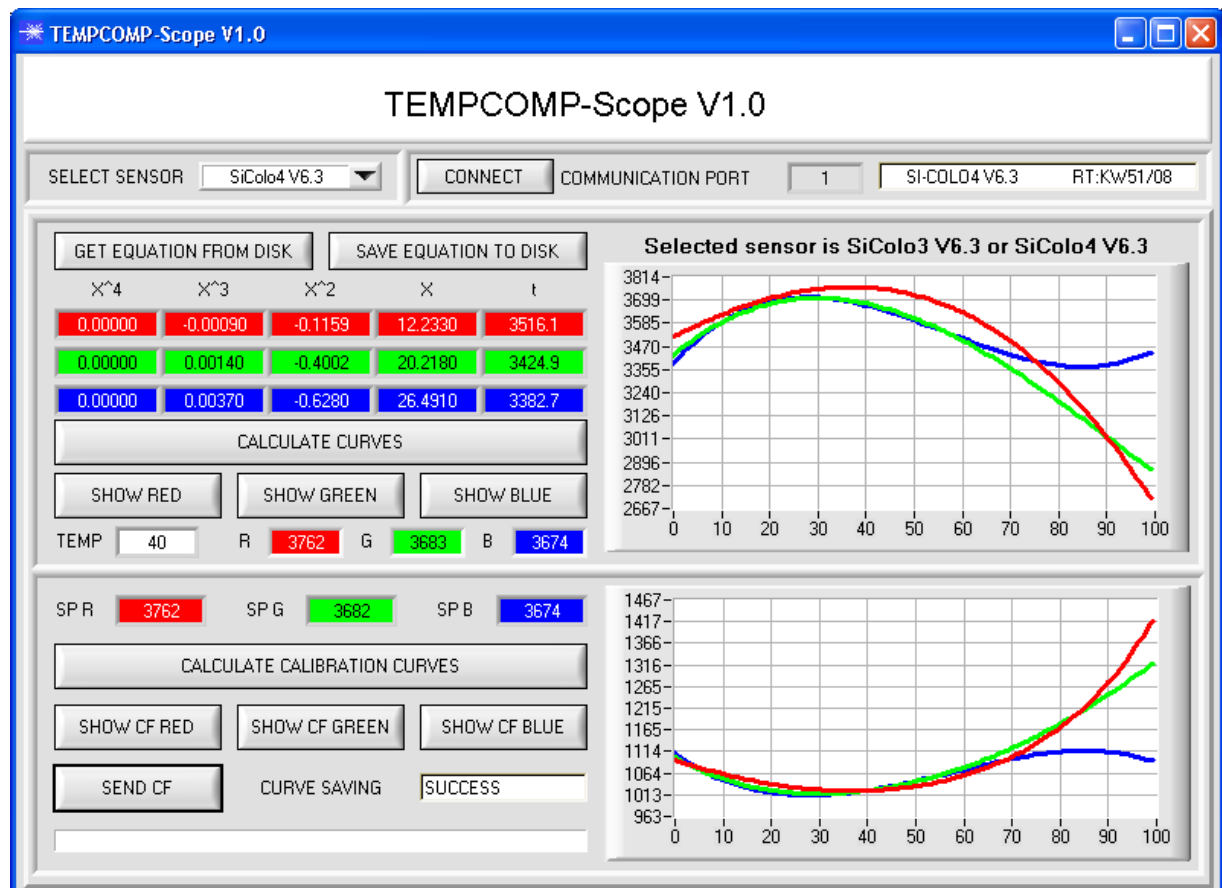 TEMPCOMP-Scope V1.0
TEMPCOMP-Scope V1.0
SELECT SENSOR SiColo4 V6.3 CONNECT COMMUNICATION PORT 1 SI-COLO4 V6.3 RT:KW51/08
GET EQUATION FROM DISK SAVE EQUATION TO DISK
X^4 X^3 X^2 X t
0.00000 -0.00090 -0.1159 12.2330 3516.1
0.00000 0.00140 -0.4002 20.2180 3424.9
0.00000 0.00370 -0.6280 26.4910 3382.7
CALCULATE CURVES
SHOW RED SHOW GREEN SHOW BLUE
TEMP 40 R 3762 G 3683 B 3674
Selected sensor is SiColo3 V6.3 or SiColo4 V6.3
3814
3699
3585
3470
3355
3240
3126
3011
2896
2782
2667
0 10 20 30 40 50 60 70 80 90 100
SP R 3762 SP G 3682 SP B 3674
CALCULATE CALIBRATION CURVES
SHOW CF RED SHOW CF GREEN SHOW CF BLUE
SEND CF CURVE SAVING SUCCESS
1467
1417
1366
1316
1265
1215
1165
1114
1064
1013
963
0 10 20 30 40 50 60 70 80 90 100